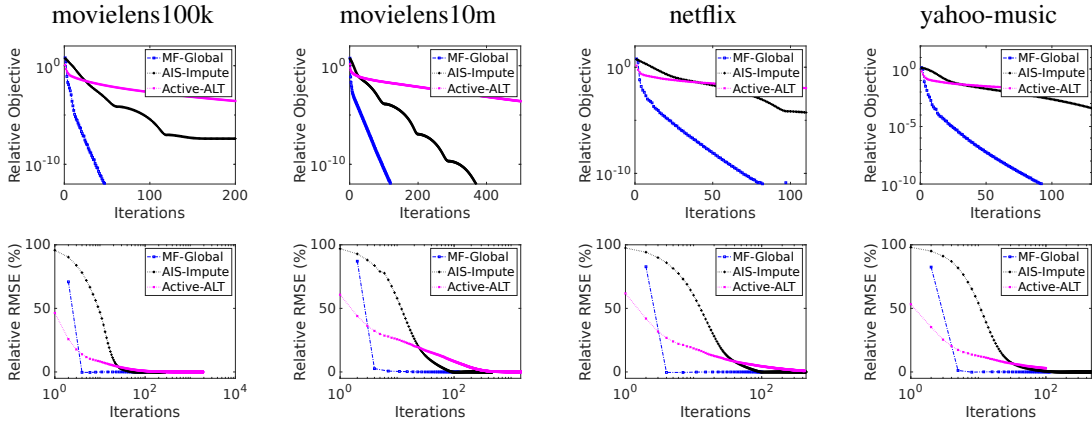 movielens100k
movielens10m
netflix
yahoo-music
Relative Objective
10^0
10^-10
0
100
200
Iterations
MF-Global
AIS-Impute
Active-ALT
Relative Objective
10^0
10^-10
0
200
400
Iterations
MF-Global
AIS-Impute
Active-ALT
Relative Objective
10^0
10^-5
10^-10
0
50
100
Iterations
MF-Global
AIS-Impute
Active-ALT
Relative Objective
10^0
10^-5
10^-10
0
50
100
Iterations
MF-Global
AIS-Impute
Active-ALT
Relative RMSE (%)
100
50
0
10^0
10^2
10^4
Iterations
MF-Global
AIS-Impute
Active-ALT
Relative RMSE (%)
100
50
0
10^0
10^2
Iterations
MF-Global
AIS-Impute
Active-ALT
Relative RMSE (%)
100
50
0
10^0
10^2
Iterations
MF-Global
AIS-Impute
Active-ALT
Relative RMSE (%)
100
50
0
10^0
10^2
Iterations
MF-Global
AIS-Impute
Active-ALT